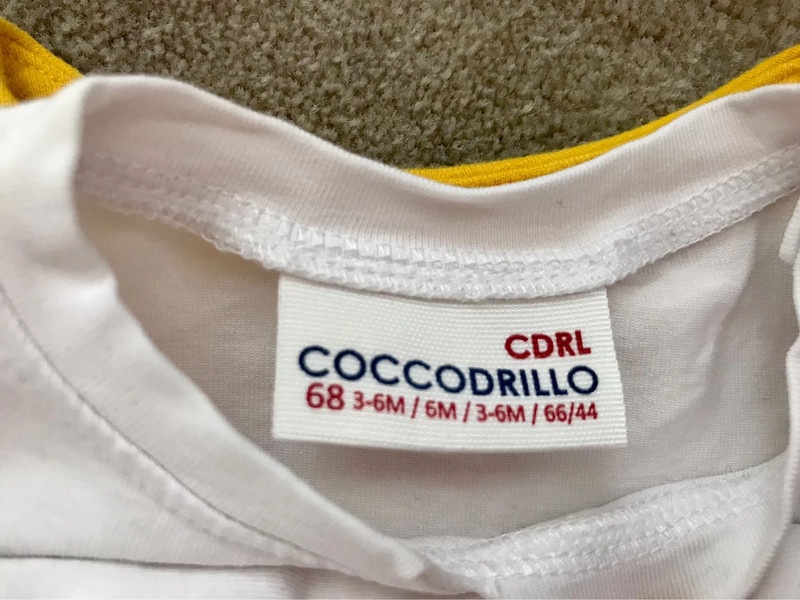 CDRL
COCCODRILLO
68 3-6M / 6M / 3-6M / 66/44